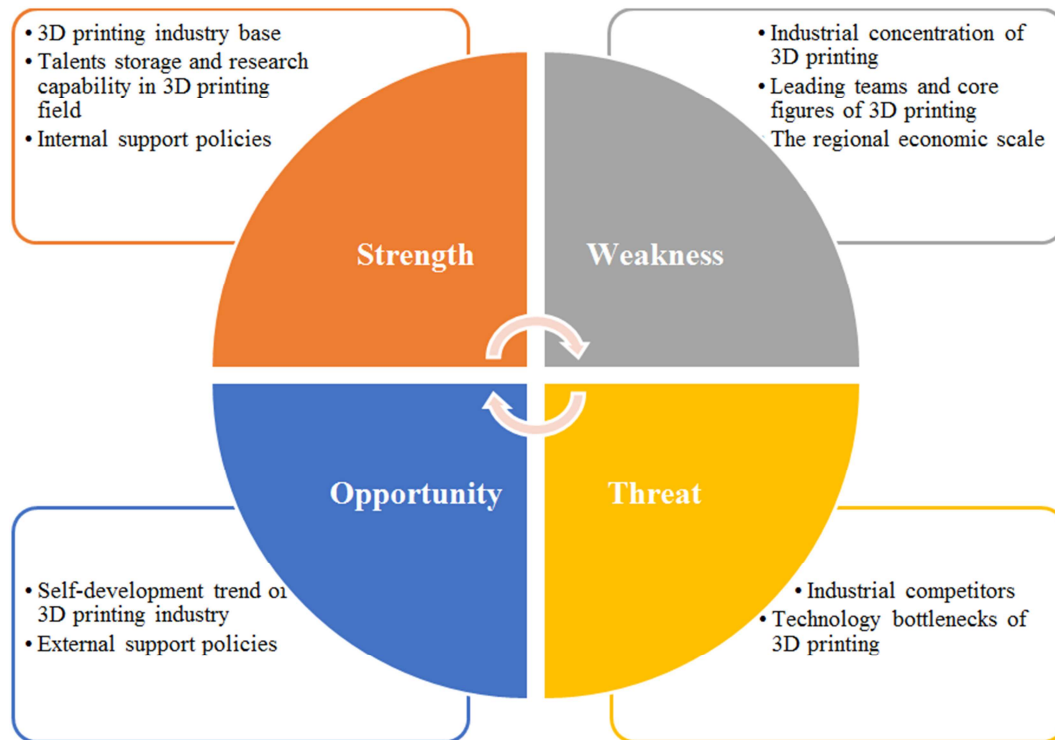 • 3D printing industry base
• Talents storage and research
capability in 3D printing
field
• Internal support policies
• Industrial concentration of
3D printing
• Leading teams and core
figures of 3D printing
• The regional economic scale
Strength
Weakness
Opportunity
Threat
• Self-development trend of
3D printing industry
• External support policies
• Industrial competitors
• Technology bottlenecks of
3D printing